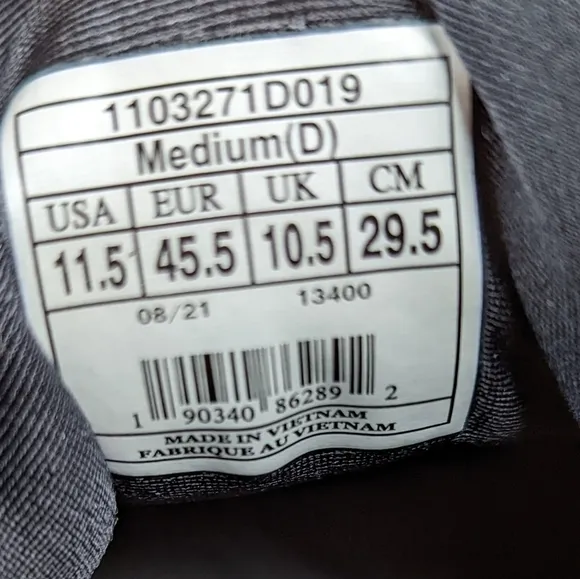 1103271D019
Medium(D)
USA EUR UK CM
11.5 45.5 10.5 29.5
08/21 13400
1 90340 86289 2
MADE IN VIETNAM
FABRIQUE AU VIETNAM